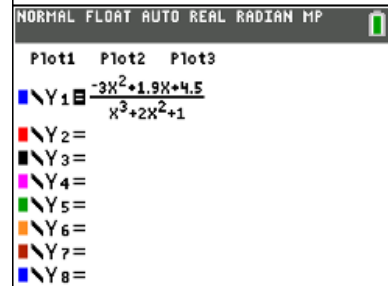 NORMAL FLOAT AUTO REAL RADIAN MP
Plot1 Plot2 Plot3
\Y1=(-3X²+1.9X+4.5)/(X³+2X²+1)
\Y2=
\Y3=
\Y4=
\Y5=
\Y6=
\Y7=
\Y8=